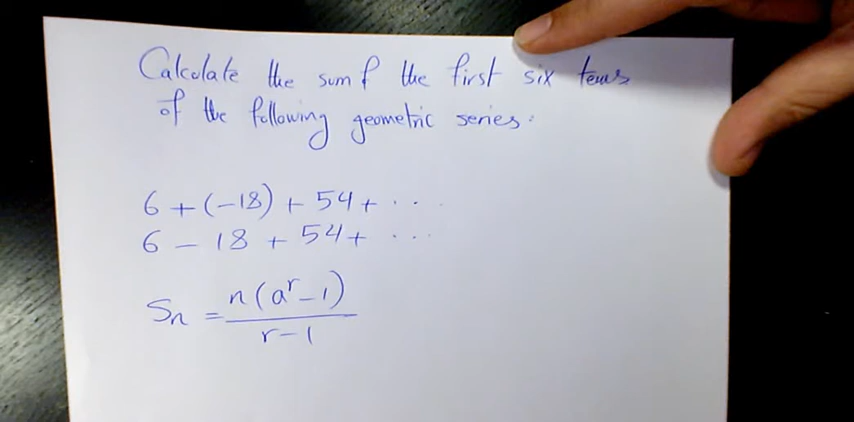 Calculate the sum of the first six terms
of the following geometric series.
6 + (-18) + 54 + ...
6 - 18 + 54 + ...
Sn = n(a^r - 1) / r - 1